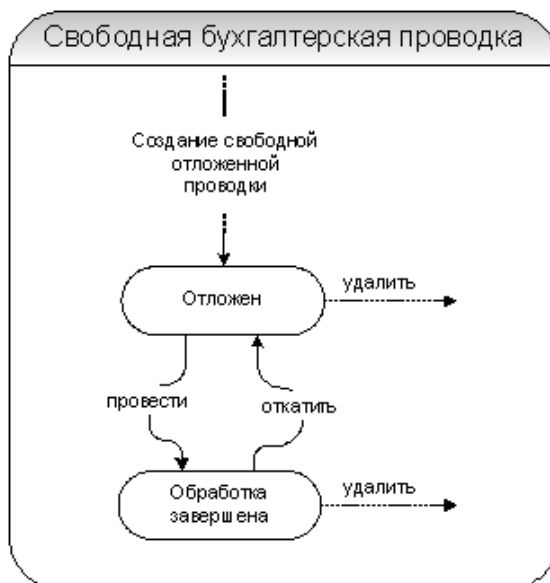 Свободная бухгалтерская проводка
Создание свободной
отложенной
проводки
Отложен
удалить
провести
откатить
Обработка
завершена
удалить